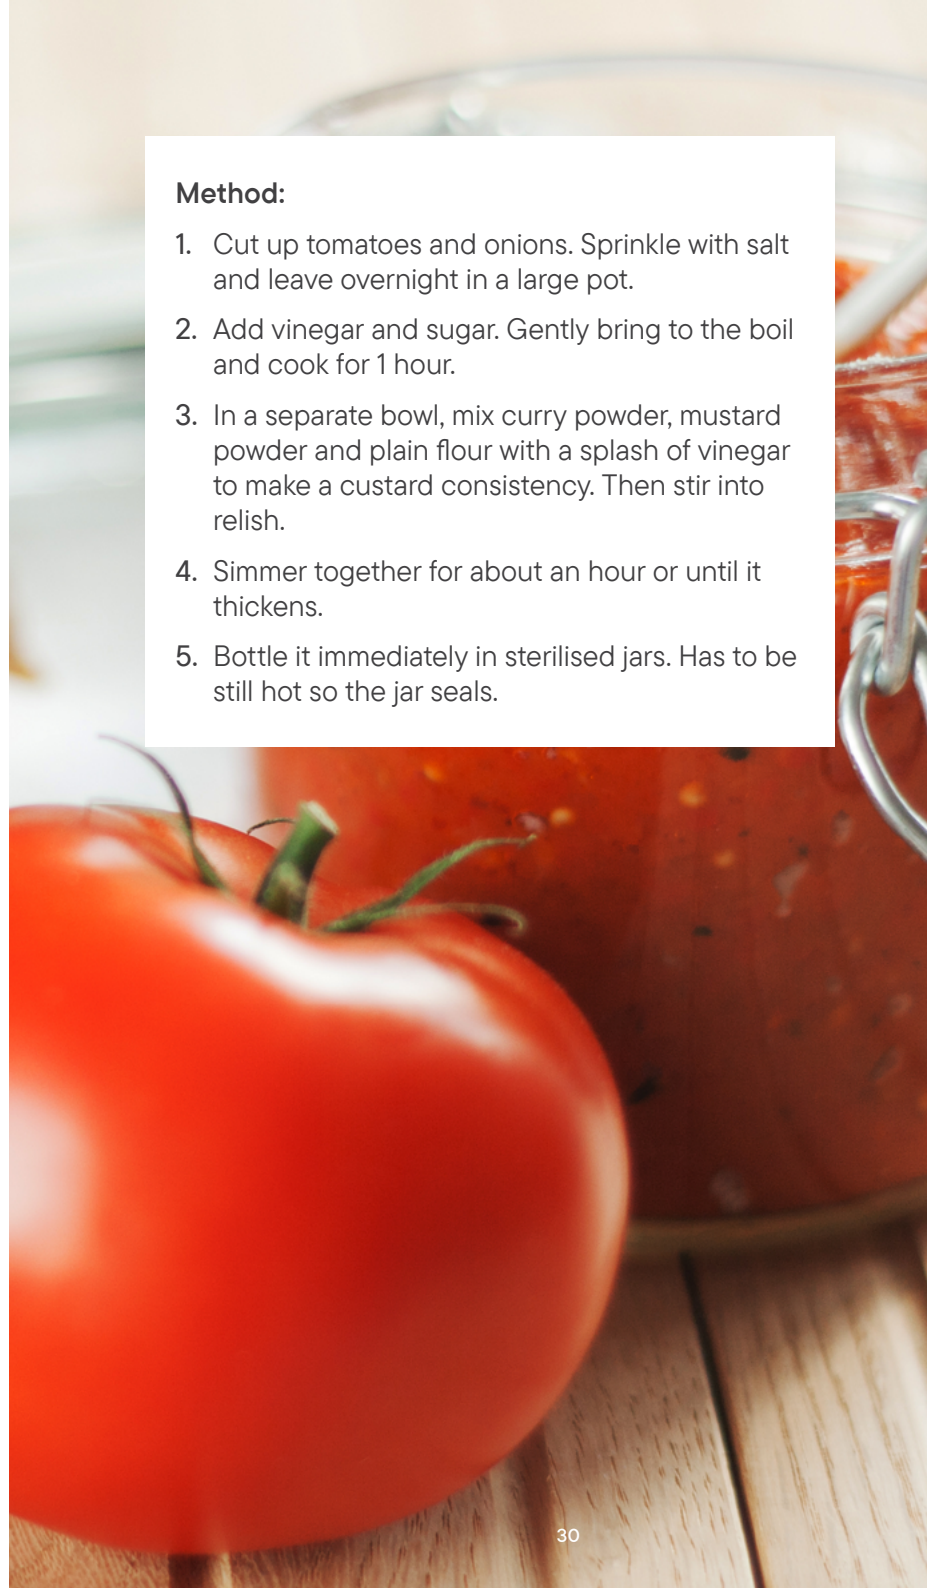 Method:
1. Cut up tomatoes and onions. Sprinkle with salt
and leave overnight in a large pot.
2. Add vinegar and sugar. Gently bring to the boil
and cook for 1 hour.
3. In a separate bowl, mix curry powder, mustard
powder and plain flour with a splash of vinegar
to make a custard consistency. Then stir into
relish.
4. Simmer together for about an hour or until it
thickens.
5. Bottle it immediately in sterilised jars. Has to be
still hot so the jar seals.
30